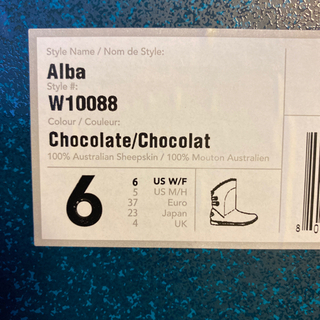 Style Name / Nom de Style:
Alba
Style #:
W10088
Colour / Couleur:
Chocolate/Chocolat
100% Australian Sheepskin / 100% Mouton Australien
6
6 US W/F
5 US M/H
37 Euro
23 Japan
4 UK
80